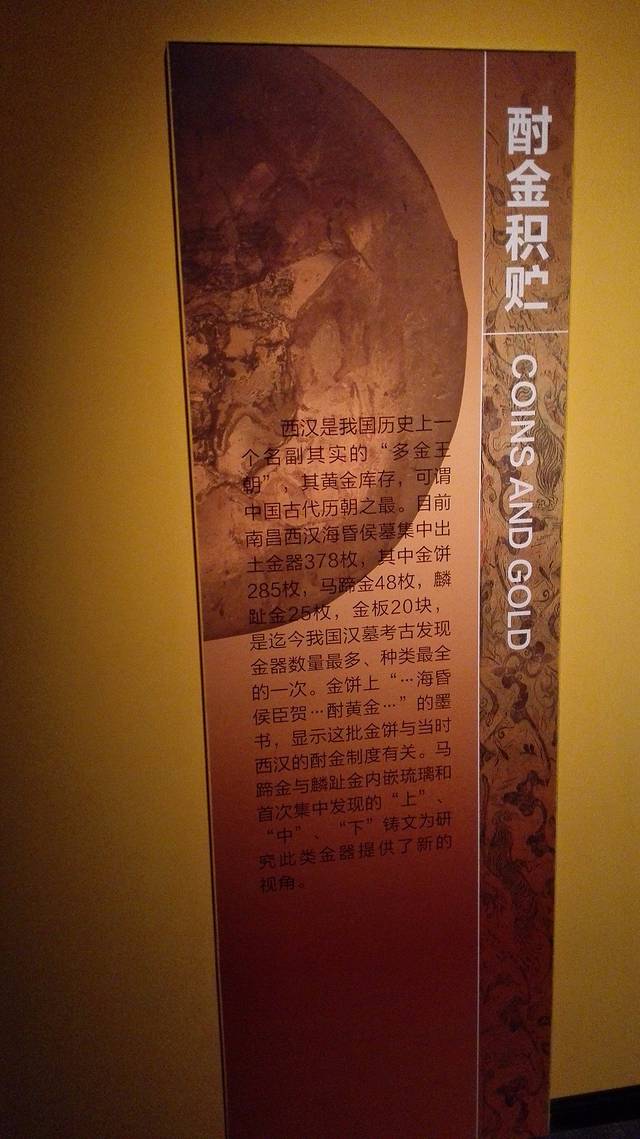 酎金积贮
COINS AND GOLD
西汉是我国历史上一
个名副其实的“多金王
朝”，其黄金库存，可谓
中国古代历朝之最。目前
南昌西汉海昏侯墓集中出
土金器378枚，其中金饼
285枚，马蹄金48枚，麟
趾金25枚，金板20块，
是迄今我国汉墓考古发现
金器数量最多、种类最全
的一次。金饼上“…海昏
侯臣贺…酎黄金…”的墨
书，显示这批金饼与当时
西汉的酎金制度有关。马
蹄金与麟趾金内嵌琉璃和
首次集中发现的“上”、
“中”、“下”铸文为研
究此类金器提供了新的
视角。